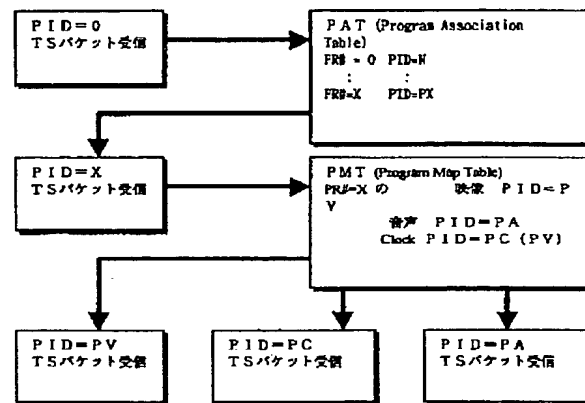 PID=0
TSパケット受信
PAT (Program Association
Table)
FR# = 0 PID=N
: :
FR#=X PID=PX
PID=X
TSパケット受信
PMT (Program Map Table)
PR#=X の 映像 PID=P
V
音声 PID=PA
Clock PID=PC (PV)
PID=PV
TSパケット受信
PID=PC
TSパケット受信
PID=PA
TSパケット受信